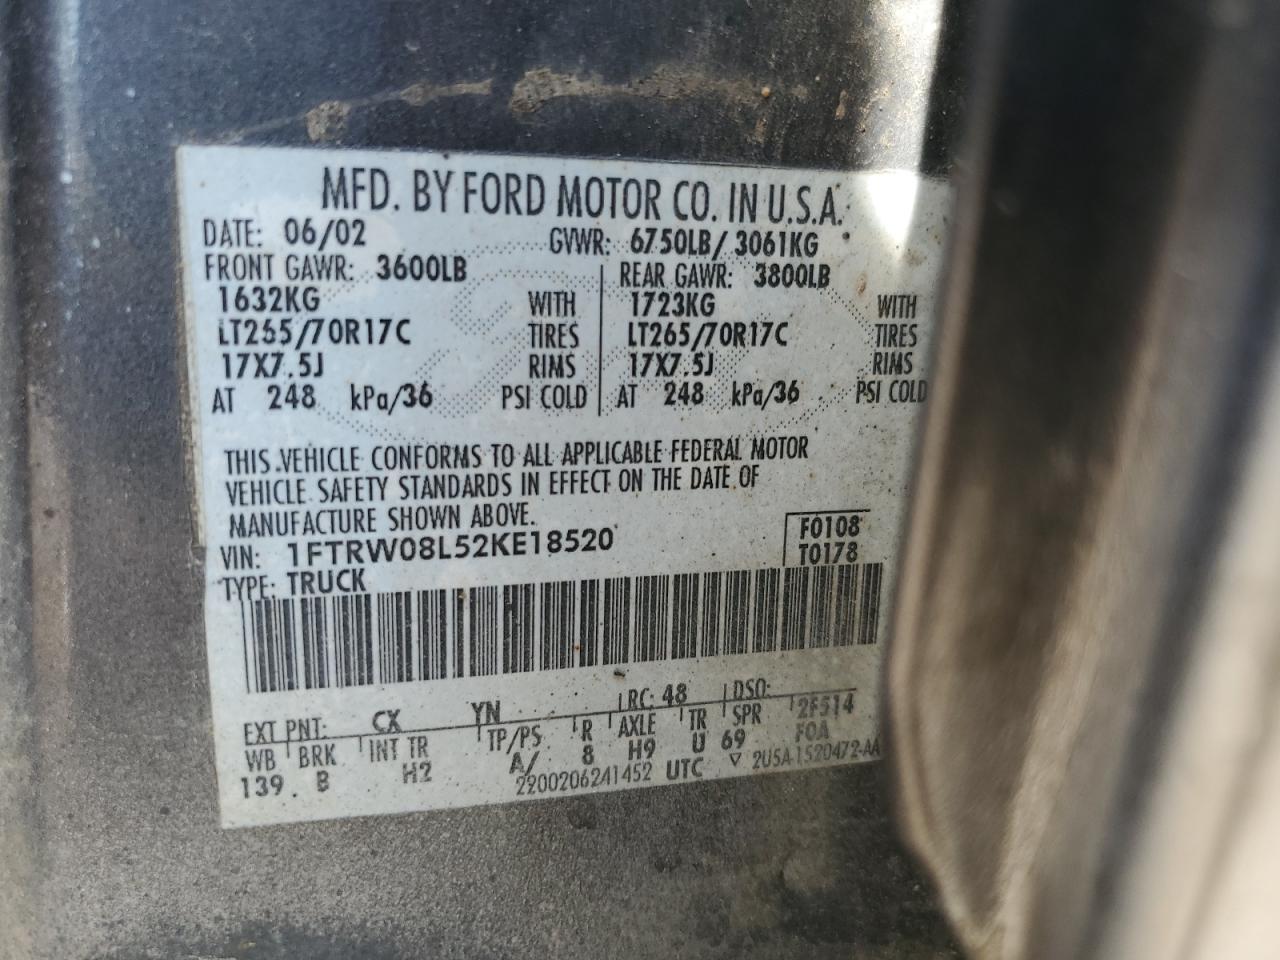 MFD. BY FORD MOTOR CO. IN U.S.A.
DATE: 06/02 GVWR: 6750LB/ 3061KG
FRONT GAWR: 3600LB REAR GAWR: 3800LB
1632KG WITH 1723KG WITH
LT265/70R17C TIRES LT265/70R17C TIRES
17X7.5J RIMS 17X7.5J RIMS
AT 248 kPa/36 PSI COLD AT 248 kPa/36 PSI COLD
THIS VEHICLE CONFORMS TO ALL APPLICABLE FEDERAL MOTOR
VEHICLE SAFETY STANDARDS IN EFFECT ON THE DATE OF
MANUFACTURE SHOWN ABOVE.
VIN: 1FTRW08L52KE18520 F0108
TYPE: TRUCK T0178
EXT PNT: CX YN RC: 48 DSO:
WB BRK INT TR TP/PS R AXLE TR SPR 2F514
139 B H2 A/ 8 H9 U 69 FOA
2200206241452 UTC ▽ 2U5A-1520472-AA